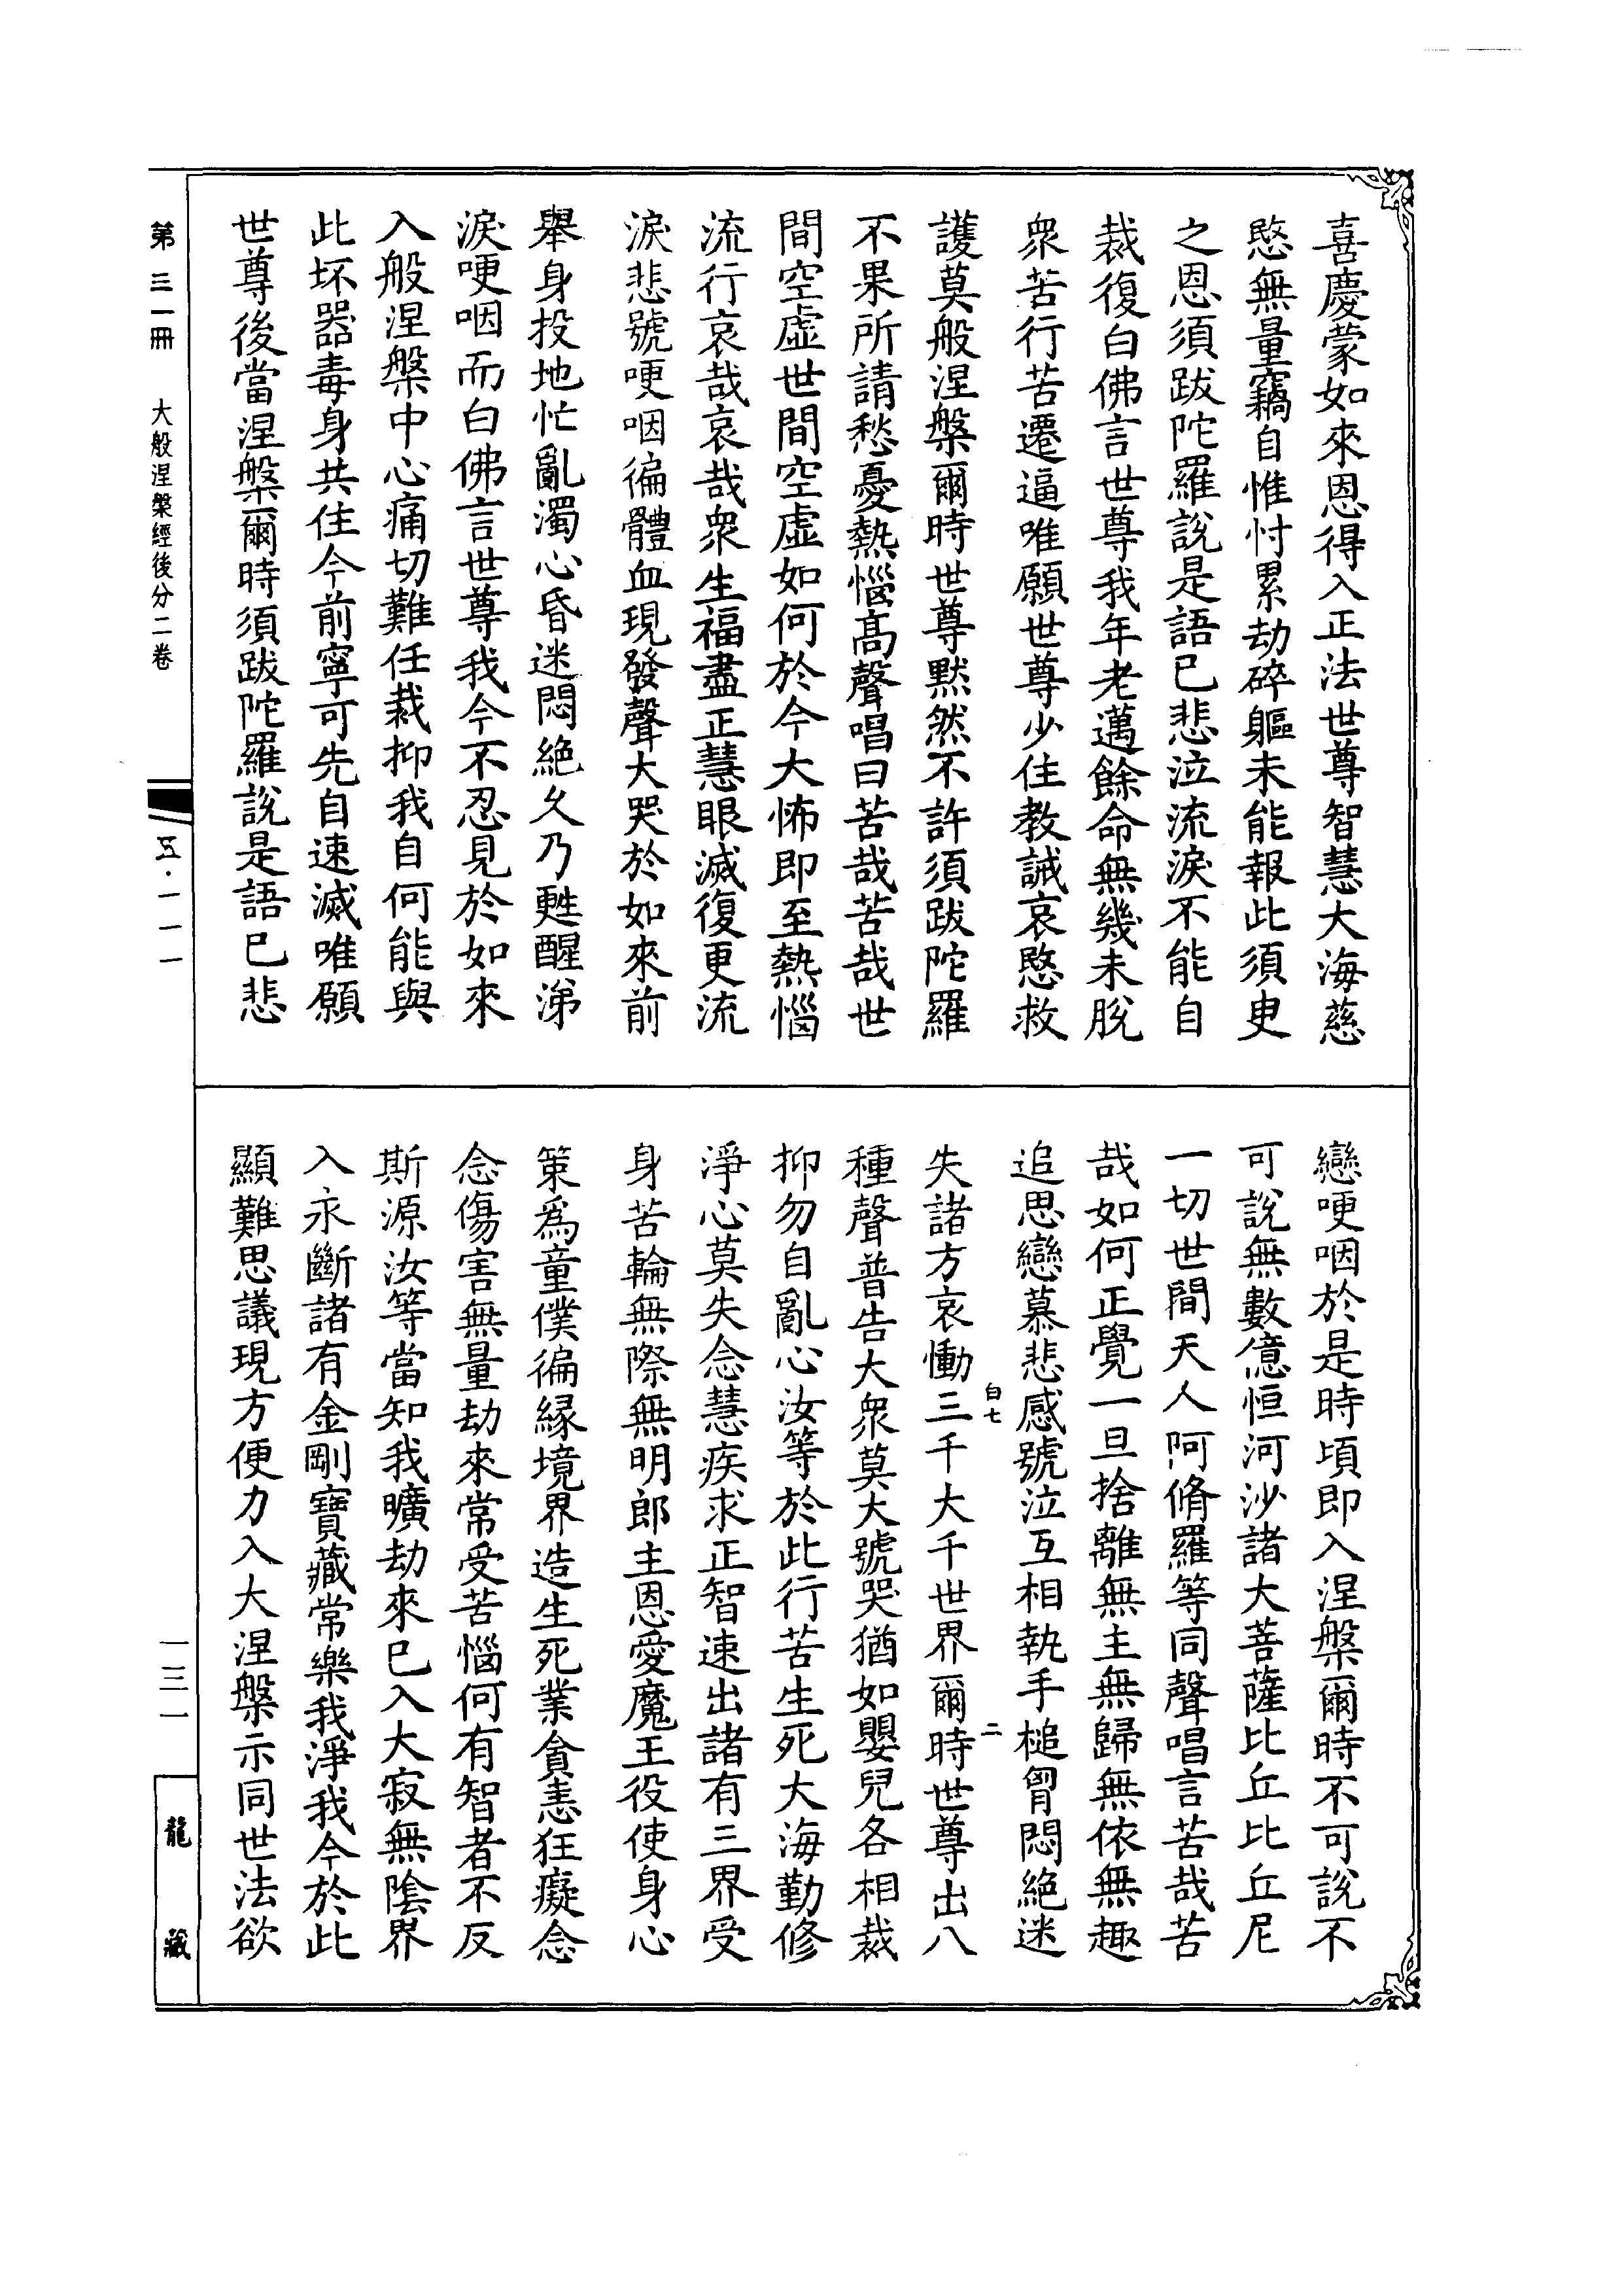 喜慶蒙如來恩得入正法世尊智慧大海慈
愍無量竊自惟忖累劫碎軀未能報此須臾
之恩須跋陀羅說是語已悲泣流淚不能自
裁復白佛言世尊我年老邁餘命無幾未脫
衆苦行苦遷逼唯願世尊少住教誡哀愍救
護莫般涅槃爾時世尊默然不許須跋陀羅
不果所請愁憂熱惱高聲唱曰苦哉苦哉世
間空虛世間空虛如何於今大怖即至熱惱
流行哀哉哀哉衆生福盡正慧眼滅復更流
淚悲號哽咽徧體血現發聲大哭於如來前
舉身投地忙亂濁心昏迷悶絕久乃甦醒涕
淚哽咽而白佛言世尊我今不忍見於如來
入般涅槃中心痛切難任裁抑我自何能與
此坏器毒身共住今前寧可先自速滅唯願
世尊後當涅槃爾時須跋陀羅說是語已悲
戀哽咽於是時頃即入涅槃爾時不可說不
可說無數億恒河沙諸大菩薩比丘比丘尼
一切世間天人阿脩羅等同聲唱言苦哉苦
哉如何正覺一旦捨離無主無歸無依無趣
追思戀慕悲感號泣互相執手槌胷悶絕迷
白七
二
失諸方哀慟三千大千世界爾時世尊出八
種聲普告大衆莫大號哭猶如嬰兒各相裁
抑勿自亂心汝等於此行苦生死大海勤修
淨心莫失念慧疾求正智速出諸有三界受
身苦輪無際無明郎主恩愛魔王役使身心
策爲童僕徧緣境界造生死業貪恚狂癡念
念傷害無量劫來常受苦惱何有智者不反
斯源汝等當知我曠劫來已入大寂無陰界
入永斷諸有金剛寶藏常樂我淨我今於此
顯難思議現方便力入大涅槃示同世法欲
第三一冊 大般涅槃經後分二卷
五·一一一
一三一
龍藏